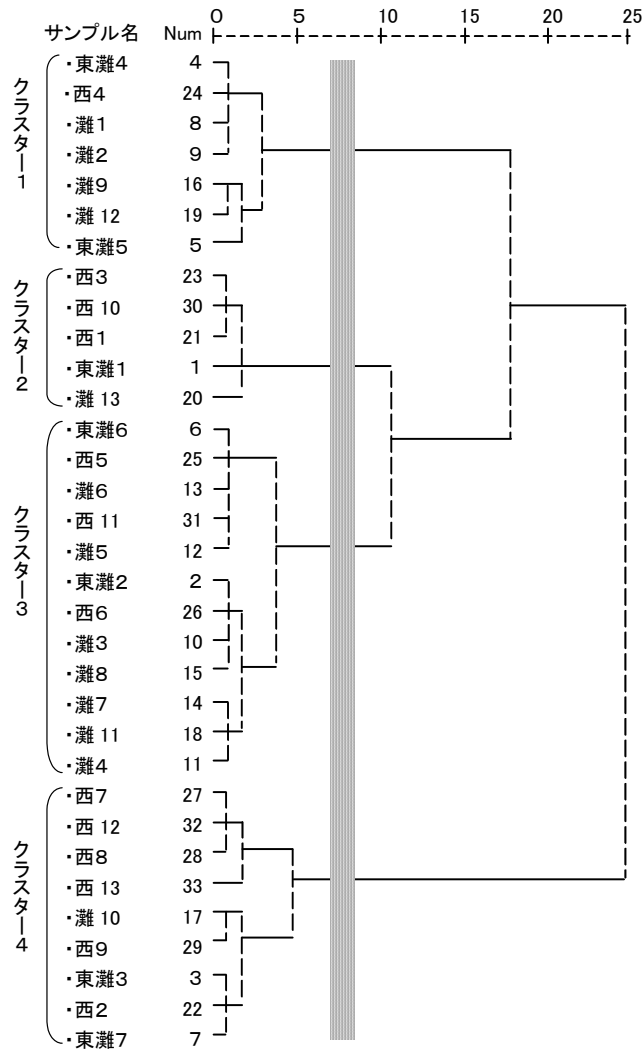 0 5 10 15 20 25
サンプル名 Num
クラスター1
・東灘4 4
・西4 24
・灘1 8
・灘2 9
・灘9 16
・灘 12 19
・東灘5 5
クラスター2
・西3 23
・西 10 30
・西1 21
・東灘1 1
・灘 13 20
クラスター3
・東灘6 6
・西5 25
・灘6 13
・西 11 31
・灘5 12
・東灘2 2
・西6 26
・灘3 10
・灘8 15
・灘7 14
・灘 11 18
・灘4 11
クラスター4
・西7 27
・西 12 32
・西8 28
・西 13 33
・灘 10 17
・西9 29
・東灘3 3
・西2 22
・東灘7 7